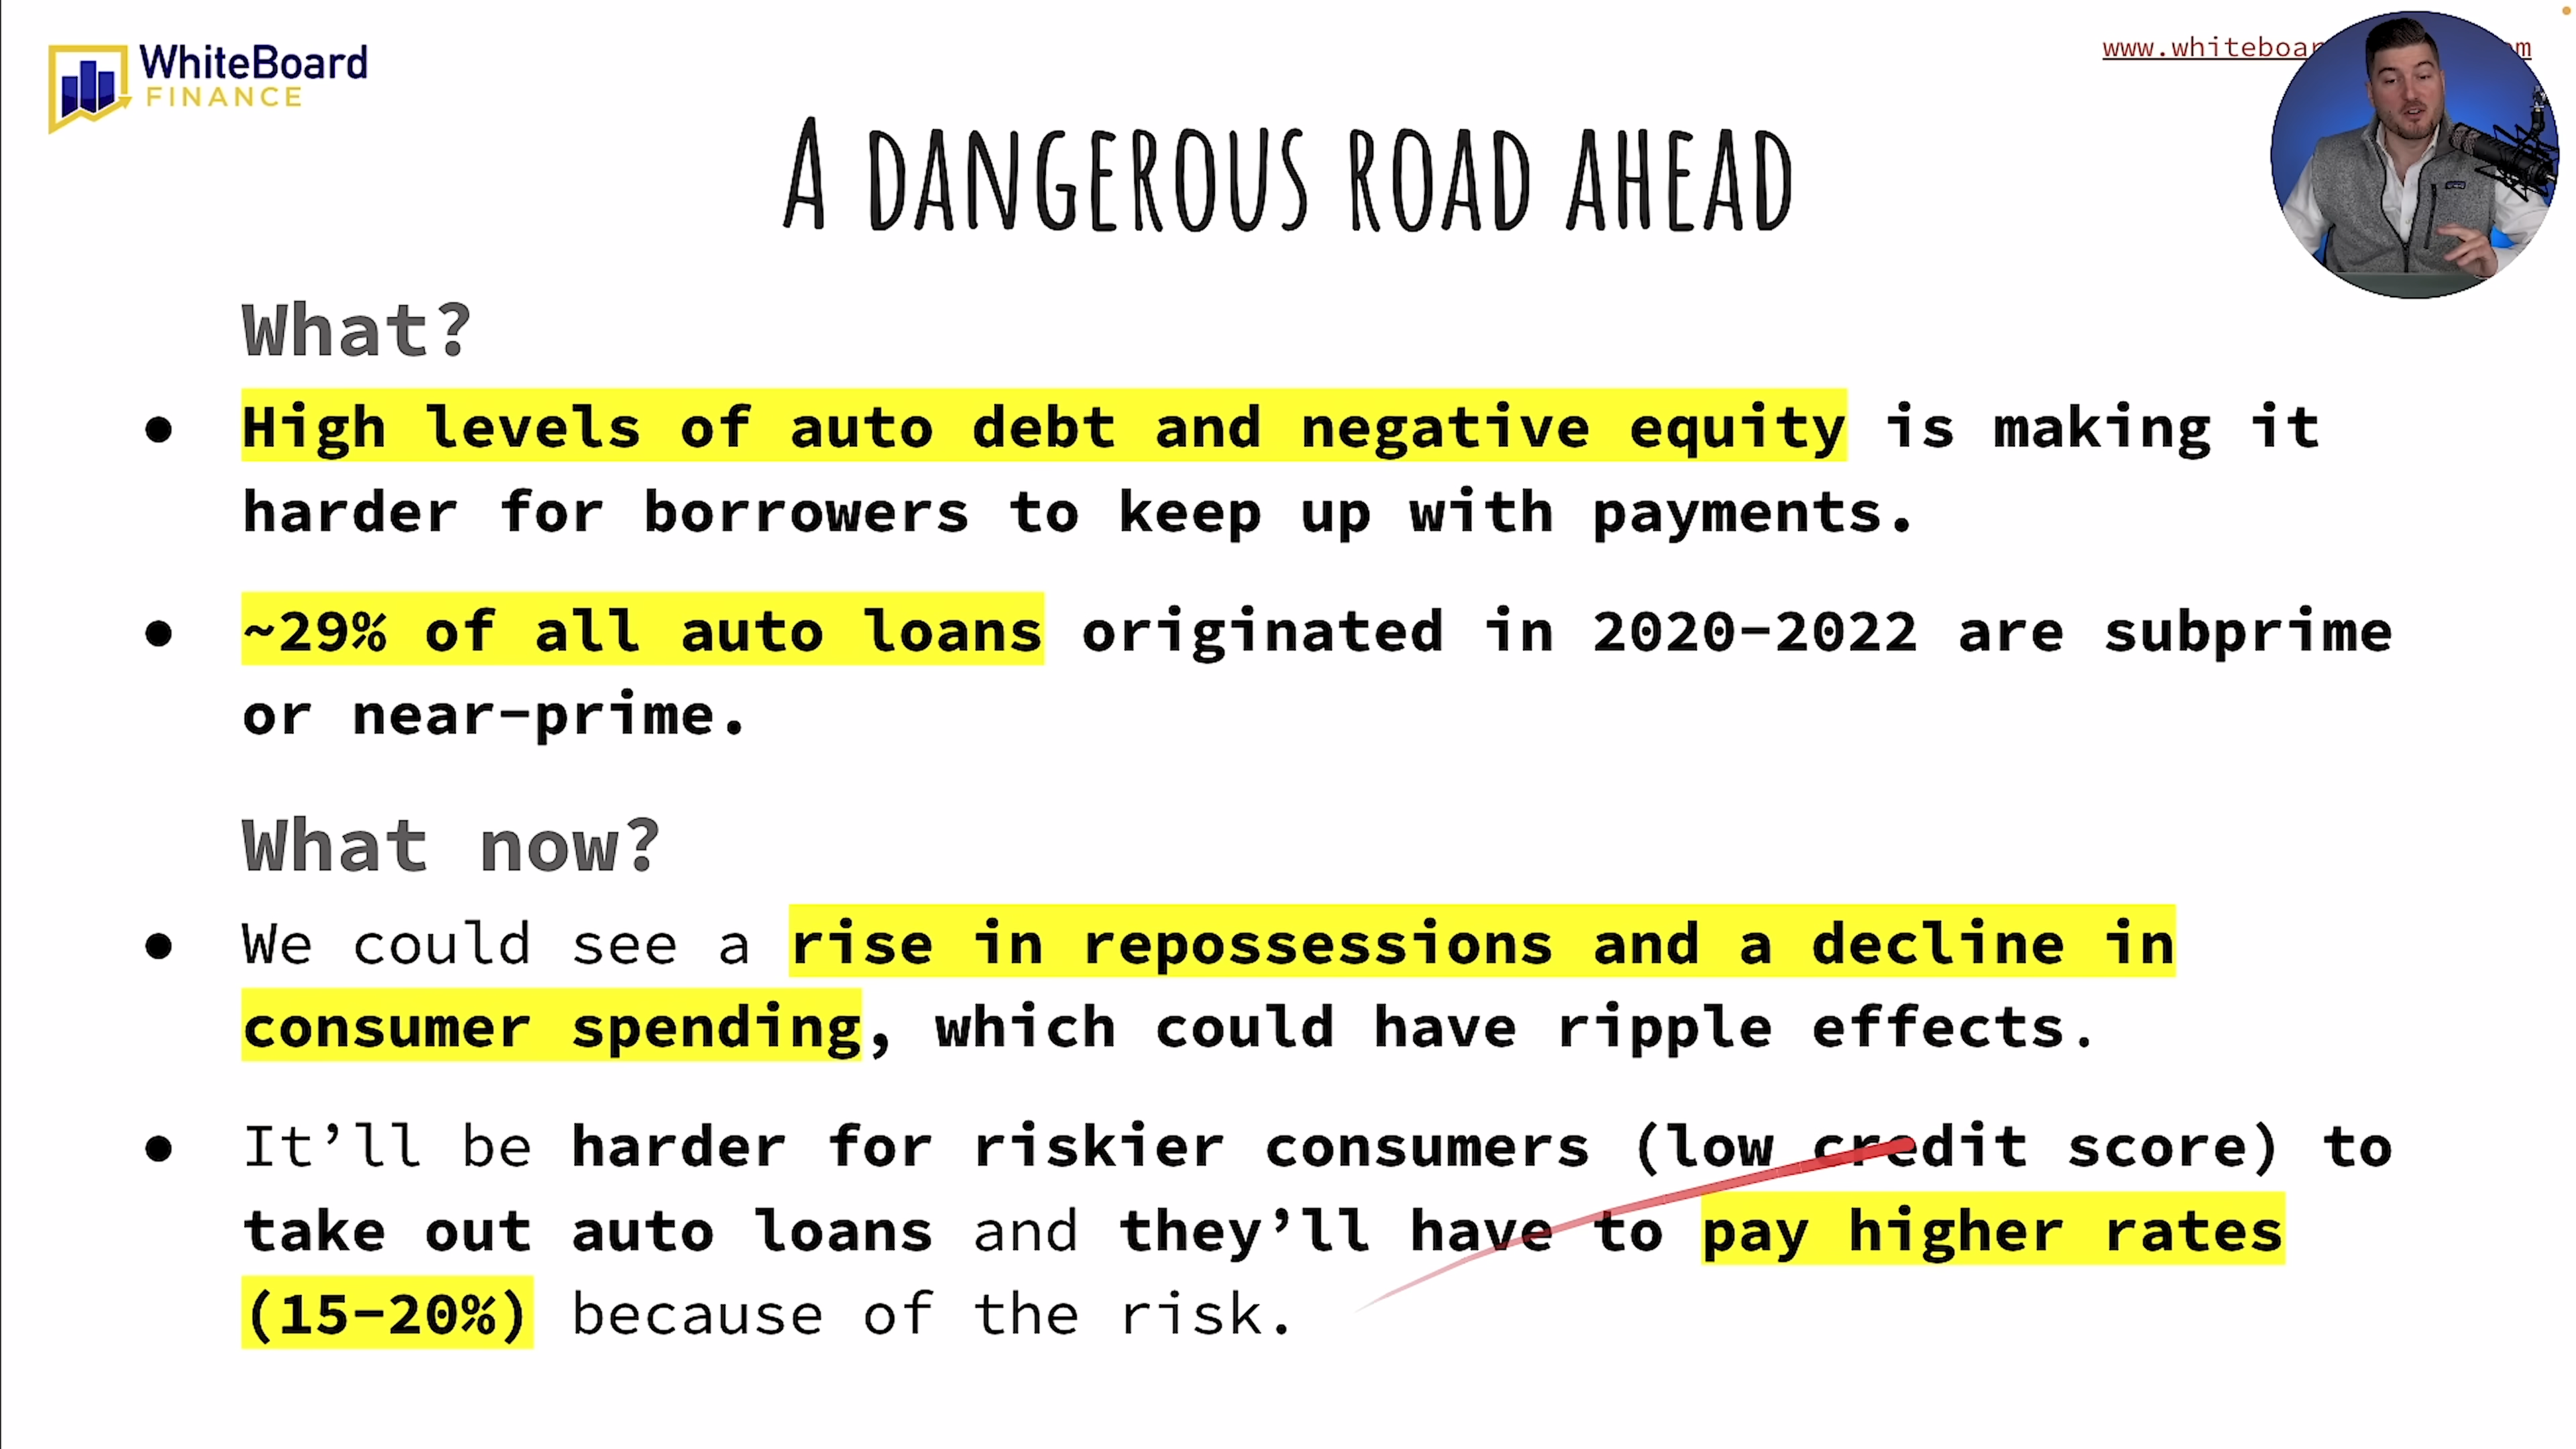 WhiteBoard
FINANCE
A DANGEROUS ROAD AHEAD
What?
● High levels of auto debt and negative equity is making it
harder for borrowers to keep up with payments.
● ~29% of all auto loans originated in 2020-2022 are subprime
or near-prime.
What now?
● We could see a rise in repossessions and a decline in
consumer spending, which could have ripple effects.
● It’ll be harder for riskier consumers (low credit score) to
take out auto loans and they’ll have to pay higher rates
(15-20%) because of the risk.